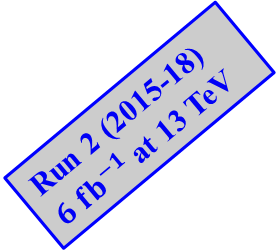 Run 2 (2015-18)
6 fb⁻¹ at 13 TeV